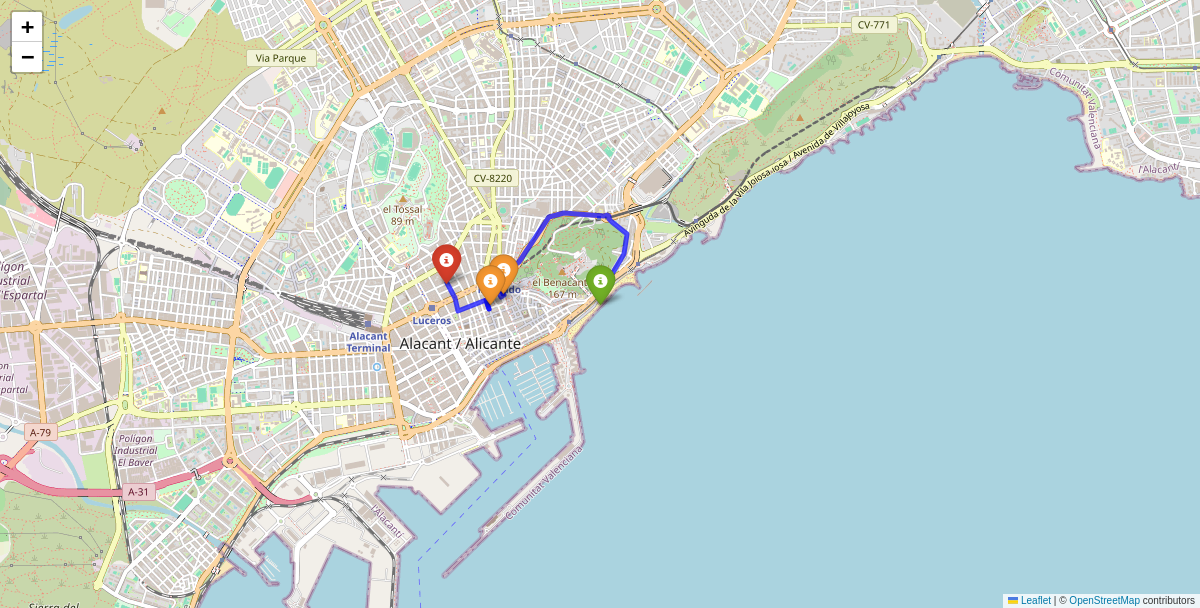 +
−
CV-771
Via Parque
Comunitat Valenciana
l'Alacantí
Avinguda de la Vila Joiosa
iosa / Avenida de Villajoyosa
CV-8220
el Tossal
89 m
Polígon
Industrial
l'Espartal
el Benacantil
167 m
Luceros
Alacant
Terminal
Alacant / Alicante
A-79
Polígon
Industrial
El Baver
A-31
Comunitat Valenciana
l'Alacantí
Serra del
Leaflet | © OpenStreetMap contributors